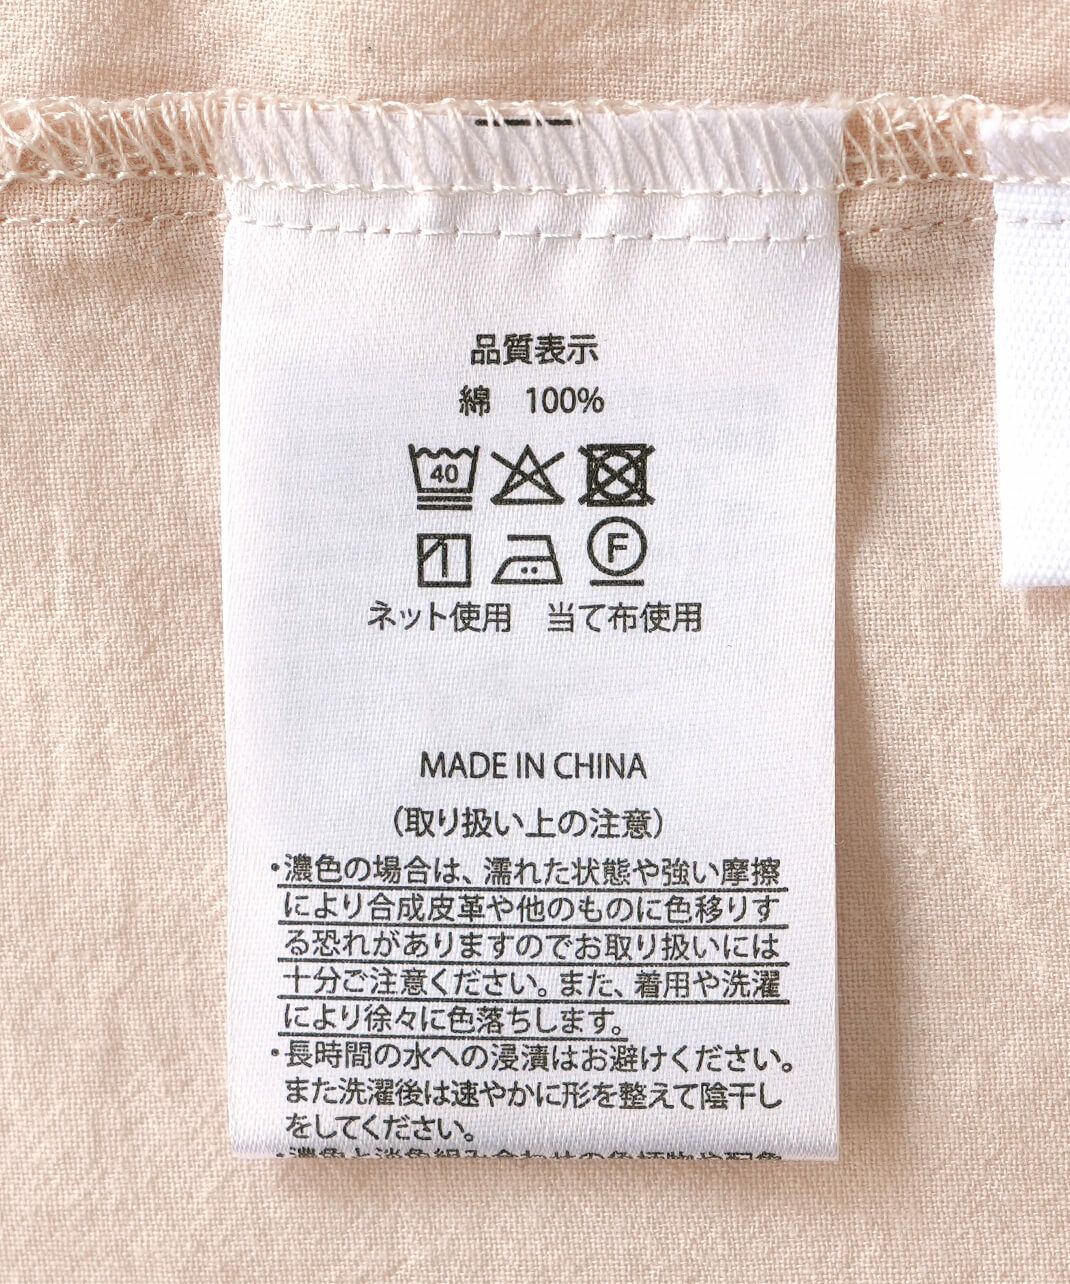 品質表示
綿 100%
40
F
ネット使用 当て布使用
MADE IN CHINA
（取り扱い上の注意）
・濃色の場合は、濡れた状態や強い摩擦
により合成皮革や他のものに色移りす
る恐れがありますのでお取り扱いには
十分ご注意ください。また、着用や洗濯
により徐々に色落ちします。
・長時間の水への浸漬はお避けください。
また洗濯後は速やかに形を整えて陰干し
をしてください。